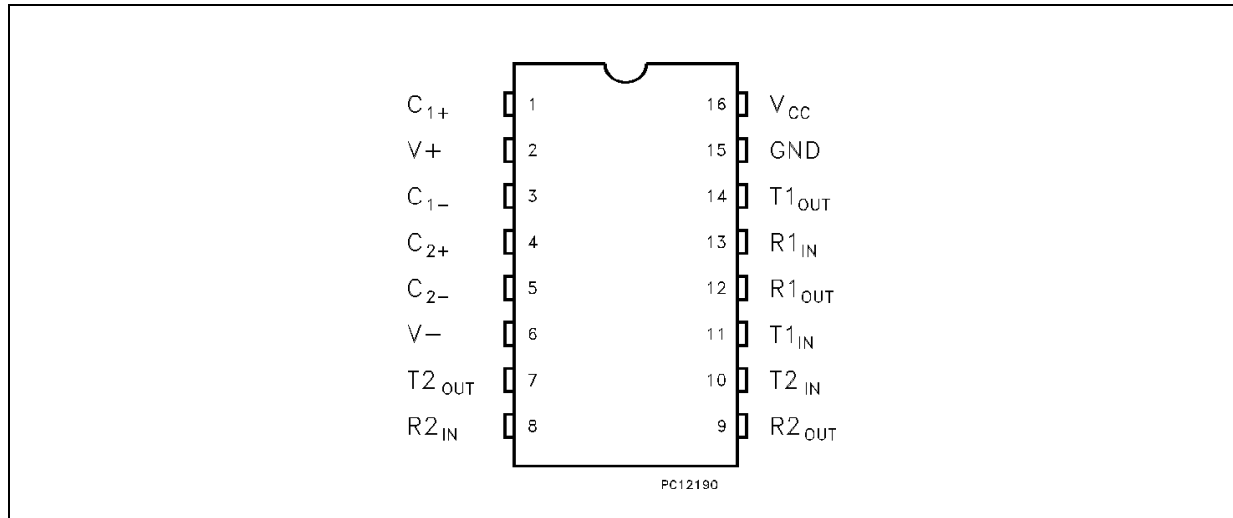 C1+ 1 16 VCC
V+ 2 15 GND
C1− 3 14 T1OUT
C2+ 4 13 R1IN
C2− 5 12 R1OUT
V− 6 11 T1IN
T2OUT 7 10 T2IN
R2IN 8 9 R2OUT
PC12190